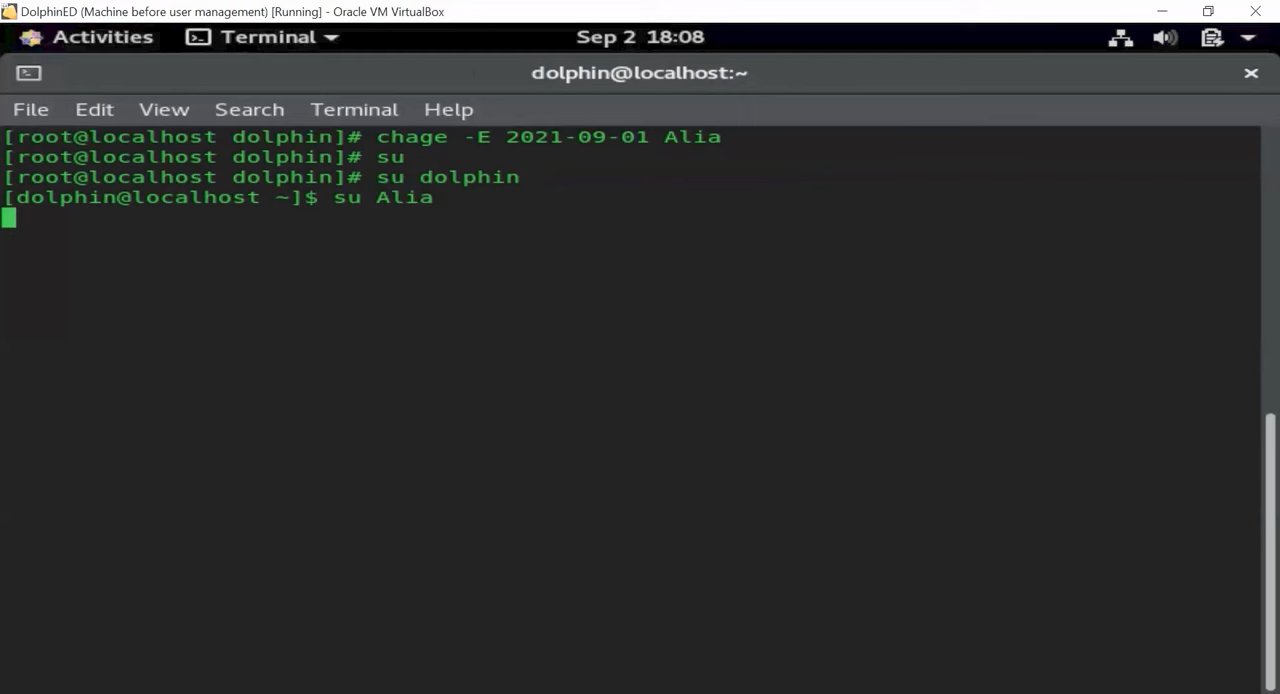 DolphinED (Machine before user management) [Running] - Oracle VM VirtualBox
Activities Terminal Sep 2 18:08
dolphin@localhost:~
File Edit View Search Terminal Help
[root@localhost dolphin]# chage -E 2021-09-01 Alia
[root@localhost dolphin]# su
[root@localhost dolphin]# su dolphin
[dolphin@localhost ~]$ su Alia